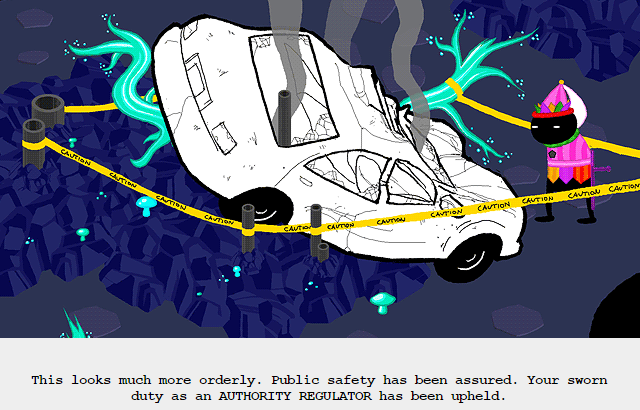 CAUTION
CAUTION
CAUTION
CAUTION
CAUTION
CAUTION
CAUTION
CAUTION
CAUTION
CAUTION
CAUTION
CAUTION
This looks much more orderly. Public safety has been assured. Your sworn
duty as an AUTHORITY REGULATOR has been upheld.